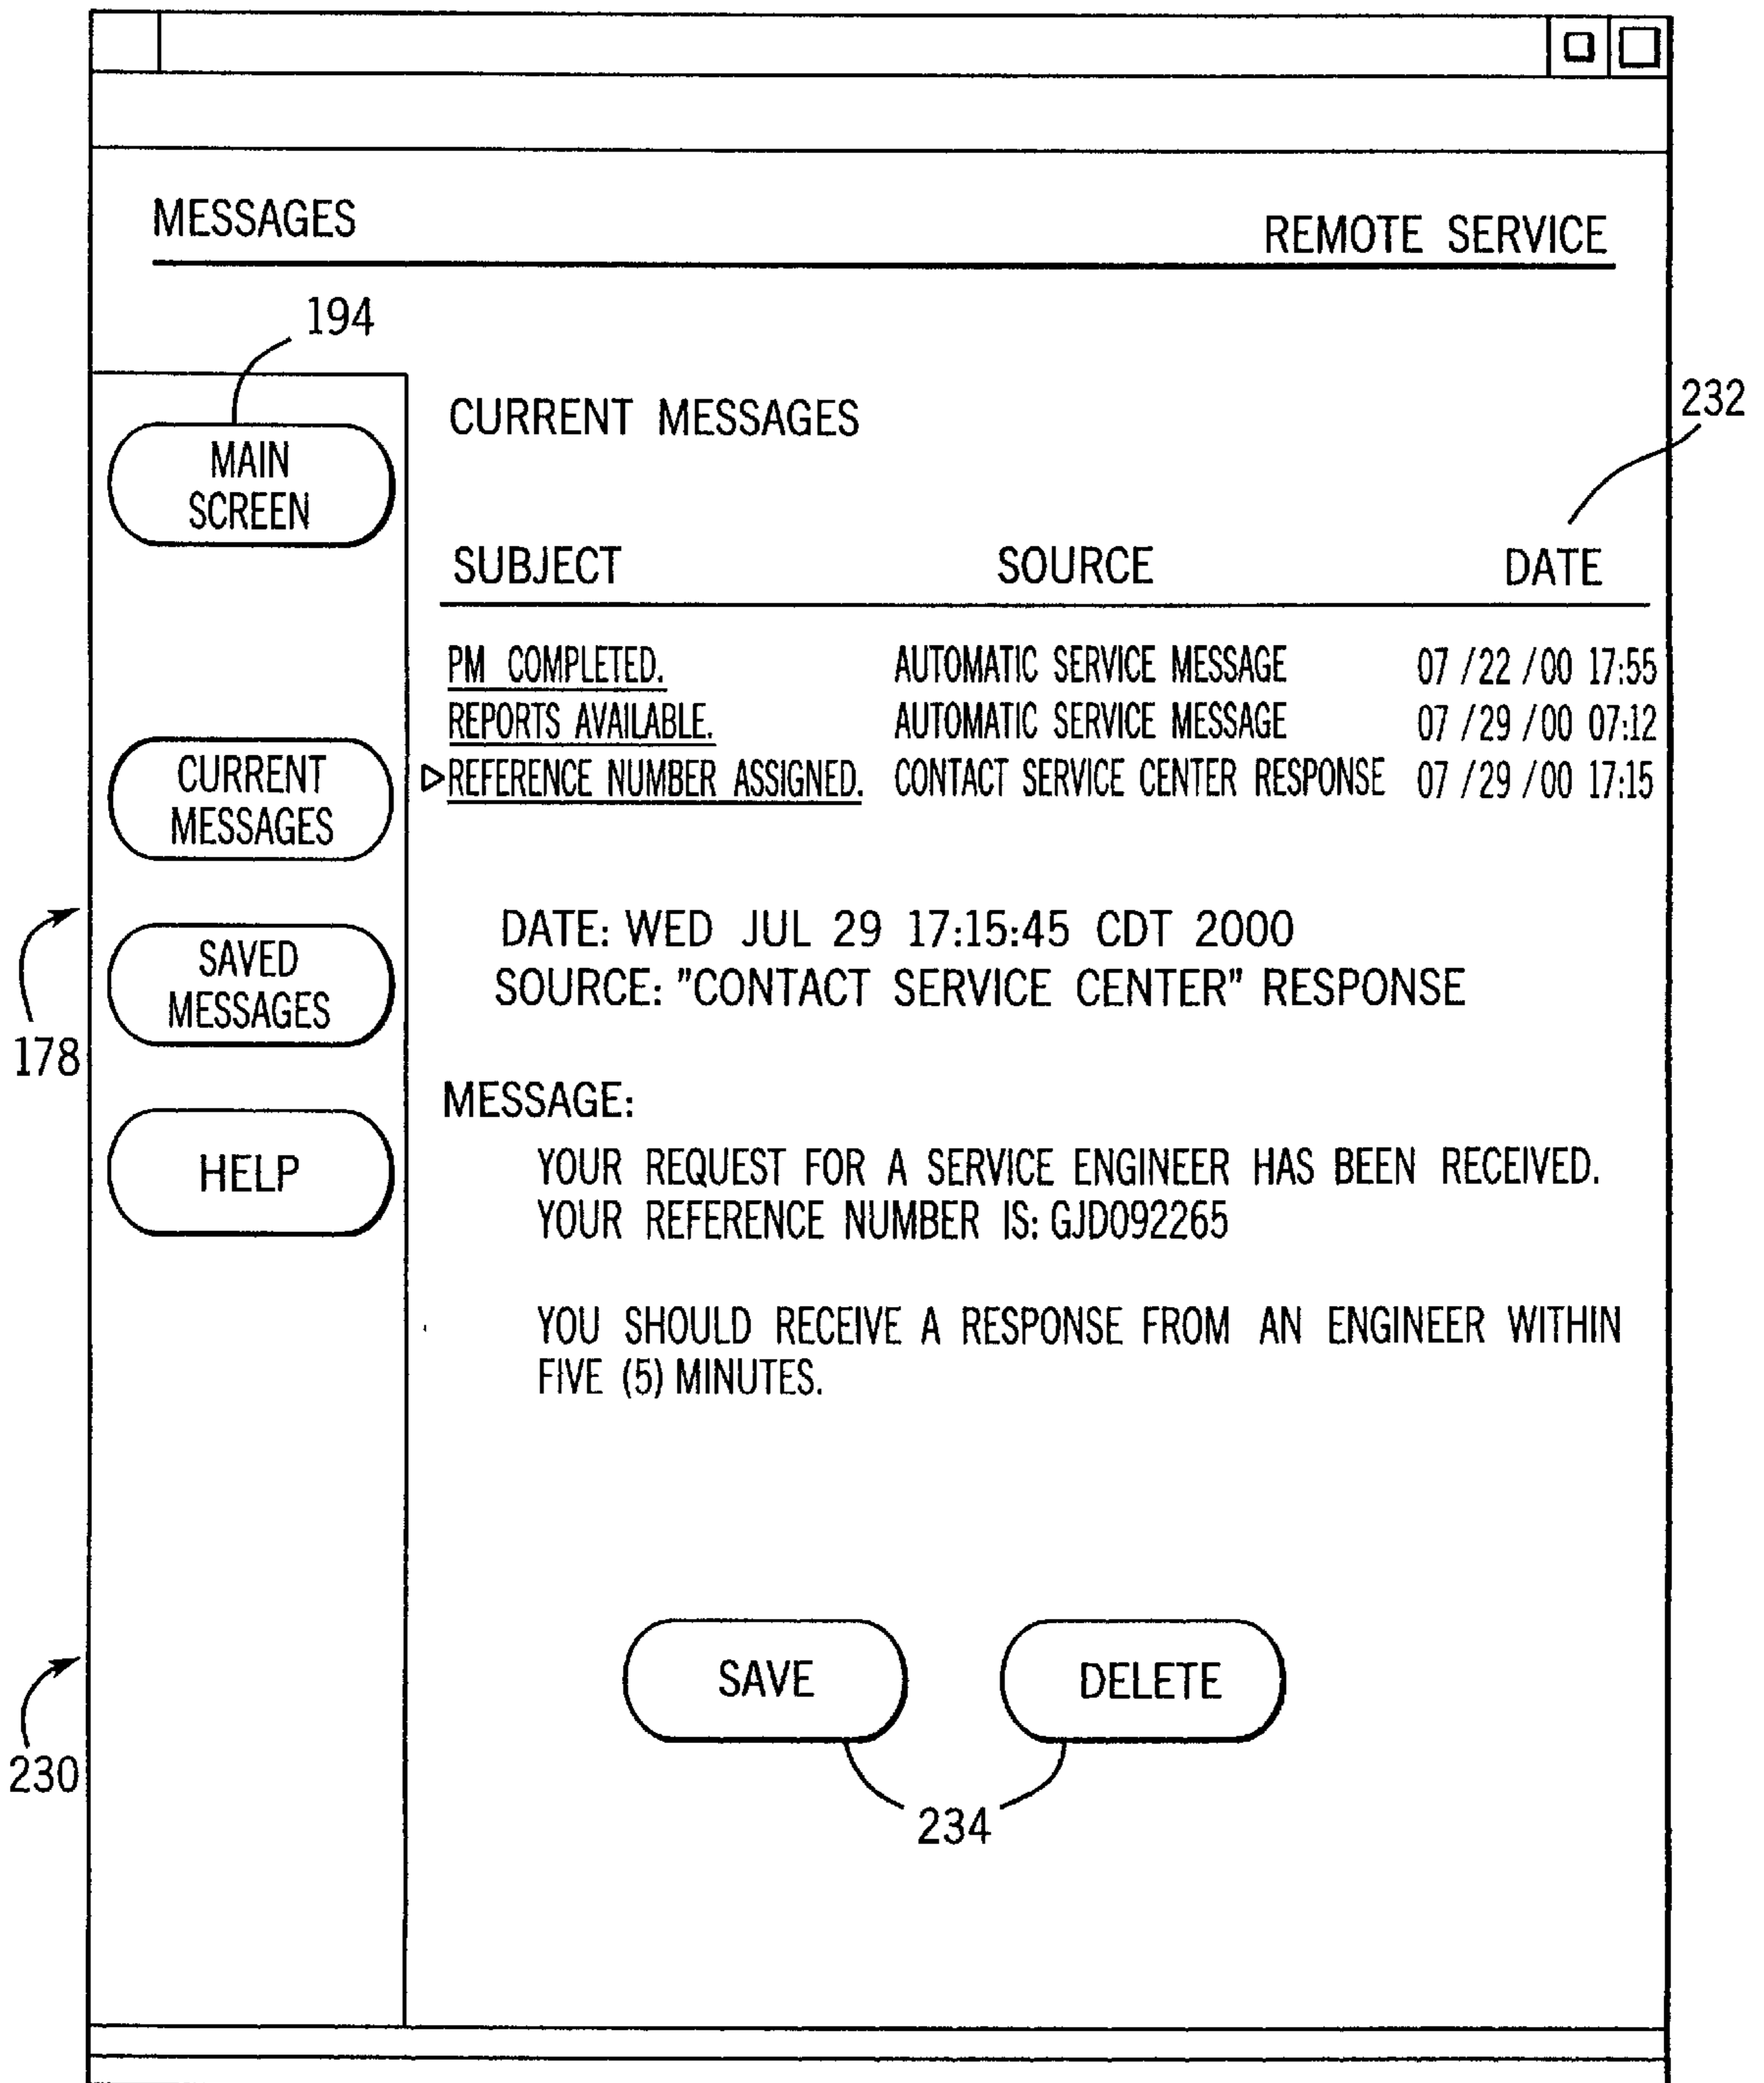 MESSAGES
REMOTE SERVICE
194
MAIN
SCREEN
CURRENT MESSAGES
232
SUBJECT SOURCE DATE
PM COMPLETED. AUTOMATIC SERVICE MESSAGE 07 /22 /00 17:55
REPORTS AVAILABLE. AUTOMATIC SERVICE MESSAGE 07 /29 /00 07:12
REFERENCE NUMBER ASSIGNED. CONTACT SERVICE CENTER RESPONSE 07 /29 /00 17:15
CURRENT
MESSAGES
SAVED
MESSAGES
178
HELP
DATE: WED JUL 29 17:15:45 CDT 2000
SOURCE: "CONTACT SERVICE CENTER" RESPONSE
MESSAGE:
YOUR REQUEST FOR A SERVICE ENGINEER HAS BEEN RECEIVED.
YOUR REFERENCE NUMBER IS: GJD092265
YOU SHOULD RECEIVE A RESPONSE FROM AN ENGINEER WITHIN
FIVE (5) MINUTES.
SAVE
DELETE
230
234